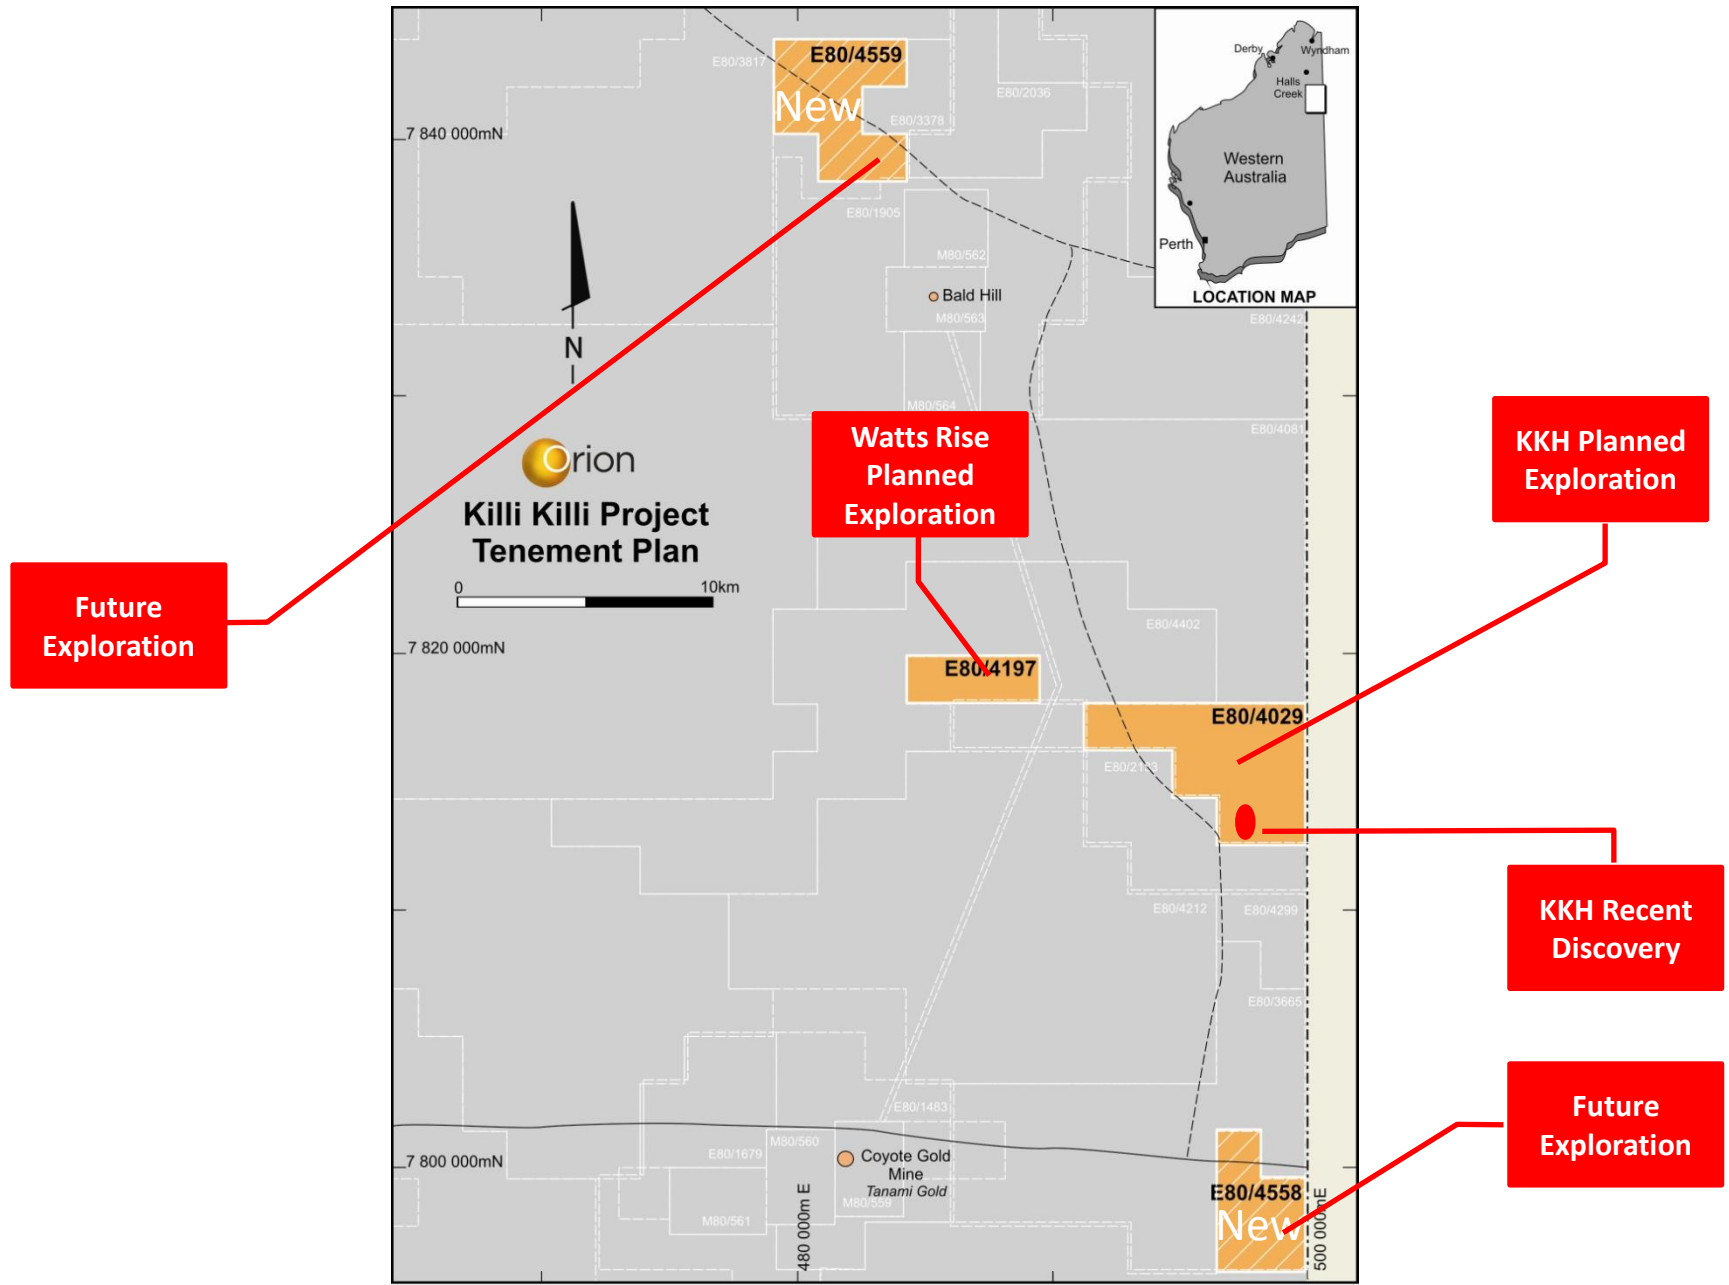 E80/3817
E80/4559
New
E80/2036
E80/3378
7 840 000mN
E80/1905
M80/562
Bald Hill
M80/563
M80/564
Derby
Wyndham
Halls
Creek
Western
Australia
Perth
LOCATION MAP
E80/4242
E80/4081
N
Orion
Killi Killi Project
Tenement Plan
0
10km
Watts Rise
Planned
Exploration
KKH Planned
Exploration
Future
Exploration
7 820 000mN
E80/4402
E80/4197
E80/4029
E80/2133
KKH Recent
Discovery
E80/4212
E80/4299
E80/3665
Future
Exploration
E80/1483
M80/560
E80/1679
7 800 000mN
Coyote Gold
Mine
Tanami Gold
M80/559
M80/561
480 000m E
E80/4558
New
500 000mE